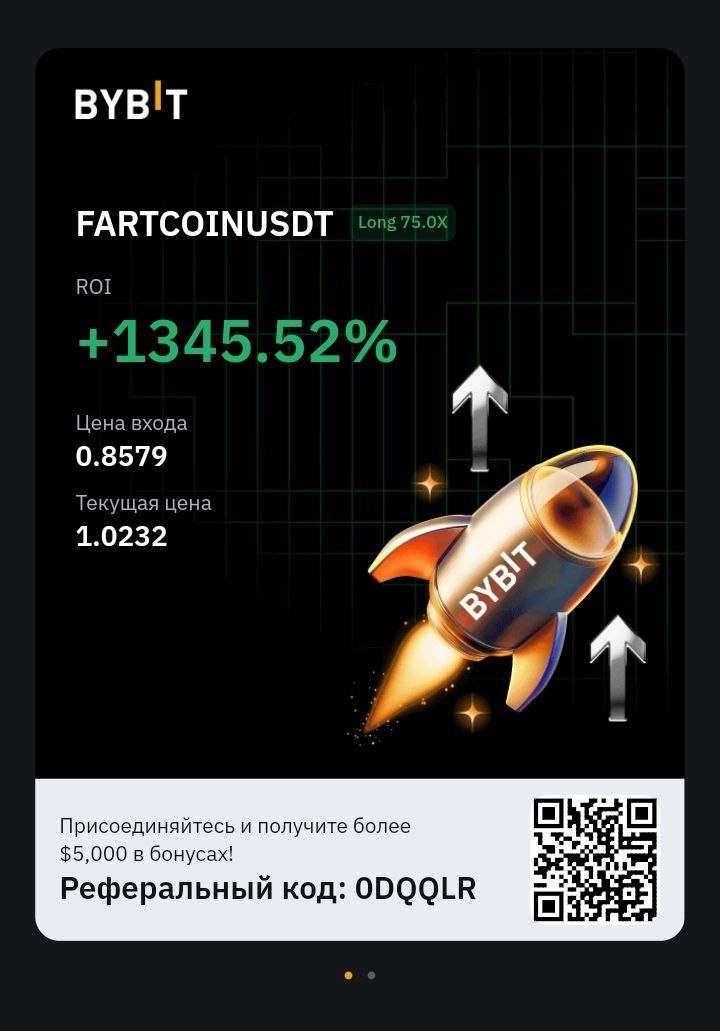 BYBIT
FARTCOINUSDT Long 75.0X
ROI
+1345.52%
Цена входа
0.8579
Текущая цена
1.0232
BYBIT
Присоединяйтесь и получите более
$5,000 в бонусах!
Реферальный код: 0DQQLR